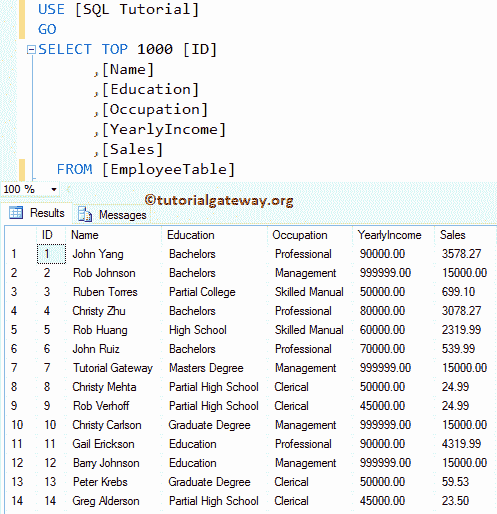 USE [SQL Tutorial]
GO
SELECT TOP 1000 [ID]
,[Name]
,[Education]
,[Occupation]
,[YearlyIncome]
,[Sales]
FROM [EmployeeTable]
100 %
©tutorialgateway.org
Results Messages
ID Name Education Occupation YearlyIncome Sales
1 1 John Yang Bachelors Professional 90000.00 3578.27
2 2 Rob Johnson Bachelors Management 999999.00 15000.00
3 3 Ruben Torres Partial College Skilled Manual 50000.00 699.10
4 4 Christy Zhu Bachelors Professional 80000.00 3078.27
5 5 Rob Huang High School Skilled Manual 60000.00 2319.99
6 6 John Ruiz Bachelors Professional 70000.00 539.99
7 7 Tutorial Gateway Masters Degree Management 999999.00 15000.00
8 8 Christy Mehta Partial High School Clerical 50000.00 24.99
9 9 Rob Verhoff Partial High School Clerical 45000.00 24.99
10 10 Christy Carlson Graduate Degree Management 999999.00 15000.00
11 11 Gail Erickson Education Professional 90000.00 4319.99
12 12 Barry Johnson Education Management 999999.00 15000.00
13 13 Peter Krebs Graduate Degree Clerical 50000.00 59.53
14 14 Greg Alderson Partial High School Clerical 45000.00 23.50